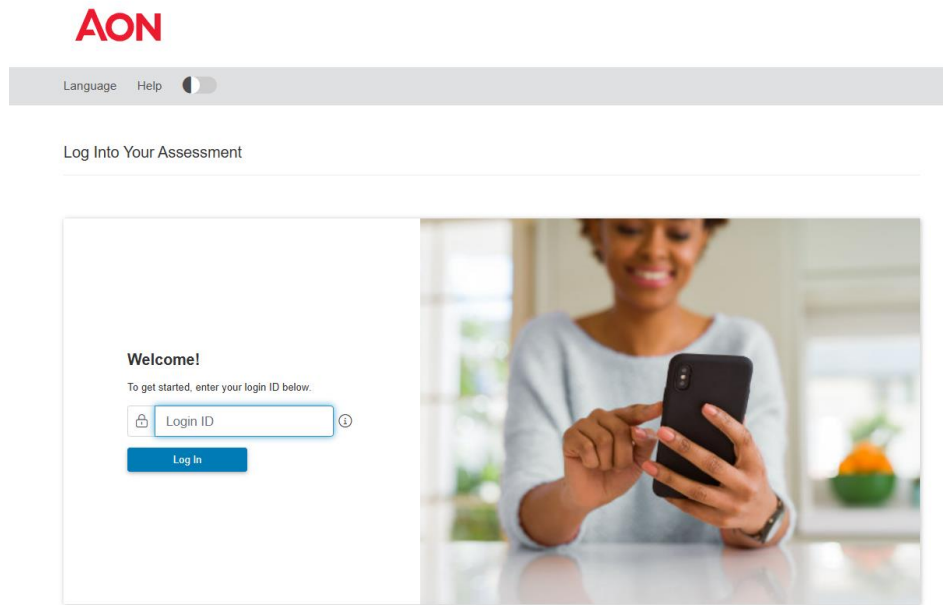 AON
Language Help
Log Into Your Assessment
Welcome!
To get started, enter your login ID below.
Login ID
Log In